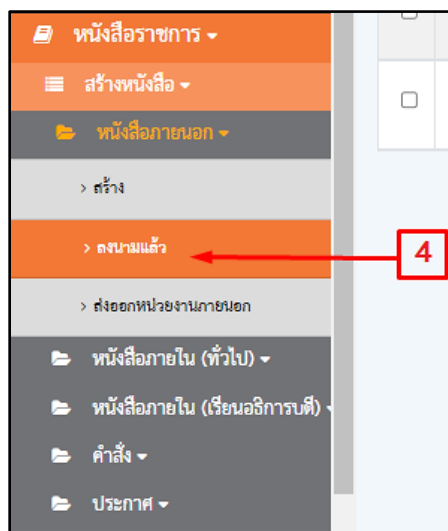 หนังสือราชการ
สร้างหนังสือ
หนังสือภายนอก
> สร้าง
> ลงนามแล้ว
4
> ส่งออกหน่วยงานภายนอก
หนังสือภายใน (ทั่วไป)
หนังสือภายใน (เรียนอธิการบดี)
คำสั่ง
ประกาศ